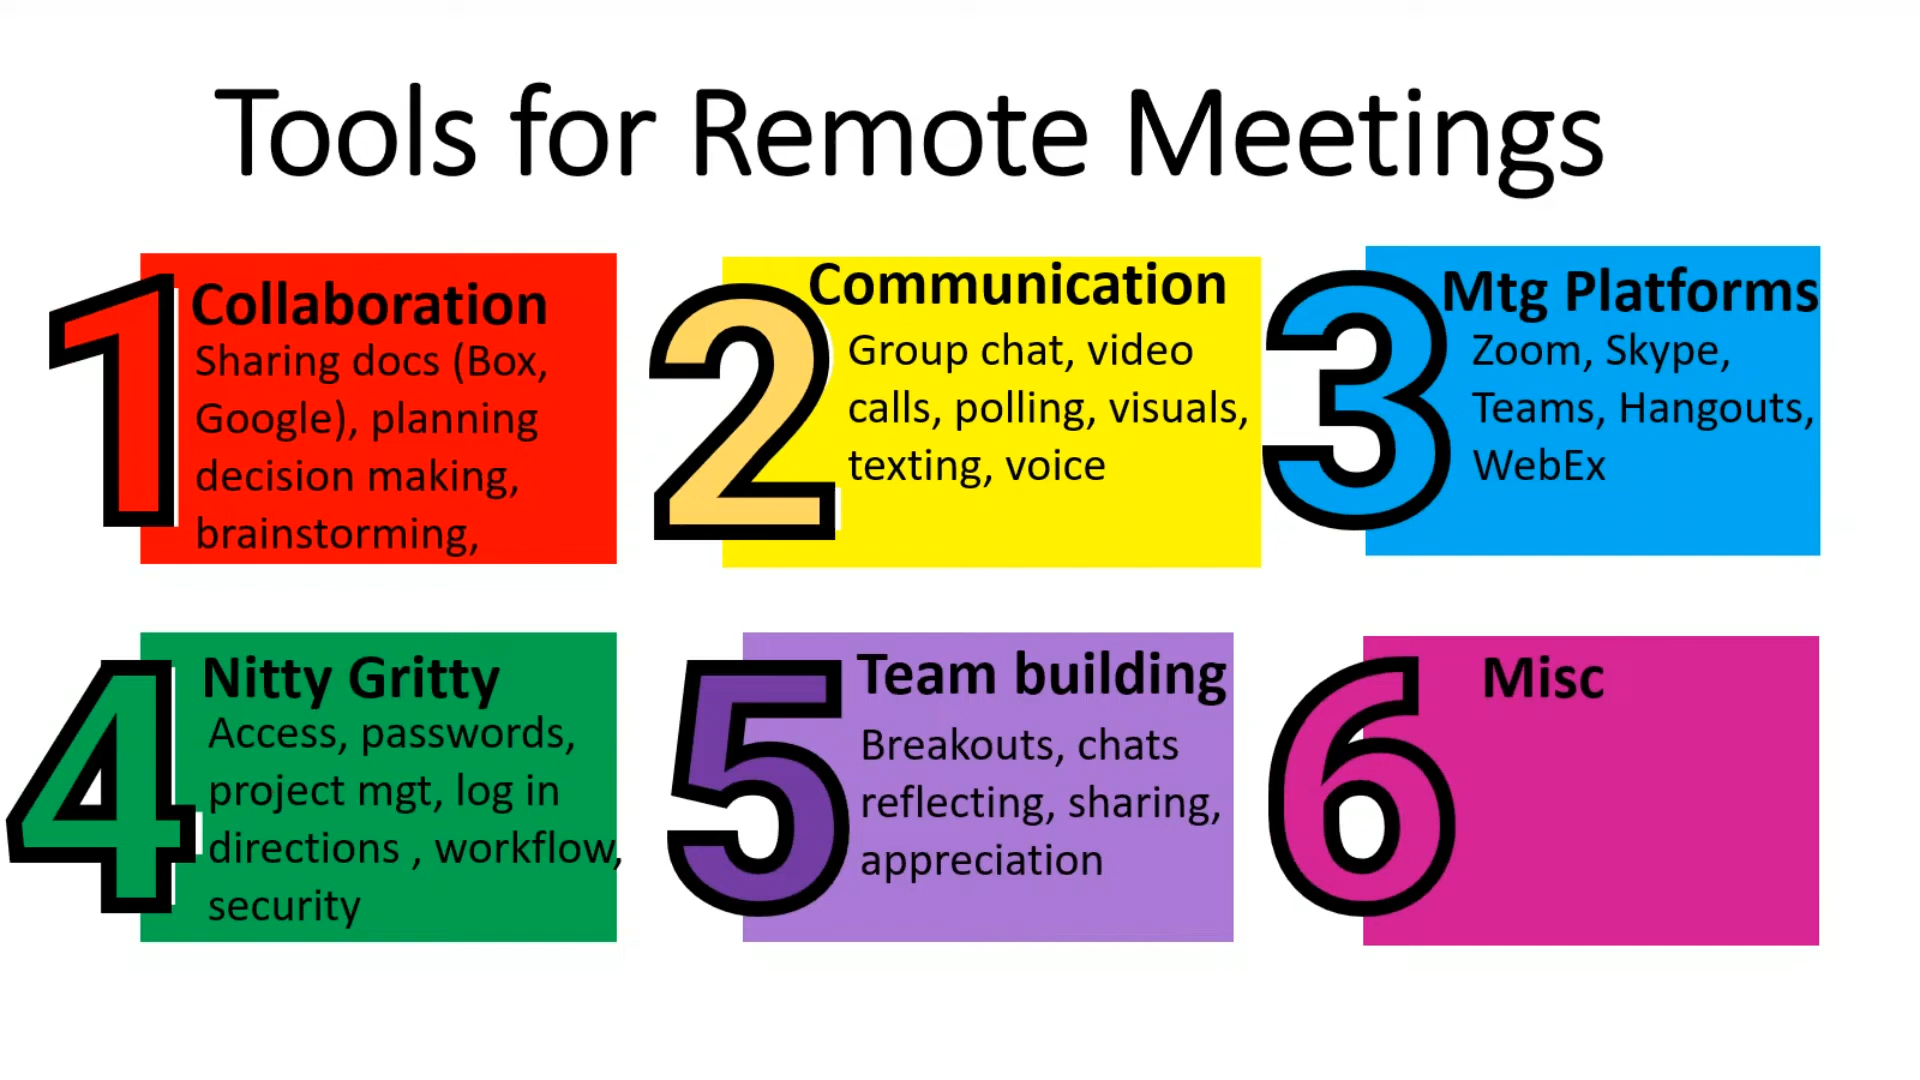 Tools for Remote Meetings
1
Collaboration
Sharing docs (Box,
Google), planning
decision making,
brainstorming,
2
Communication
Group chat, video
calls, polling, visuals,
texting, voice
3
Mtg Platforms
Zoom, Skype,
Teams, Hangouts,
WebEx
4
Nitty Gritty
Access, passwords,
project mgt, log in
directions , workflow,
security
5
Team building
Breakouts, chats
reflecting, sharing,
appreciation
6
Misc